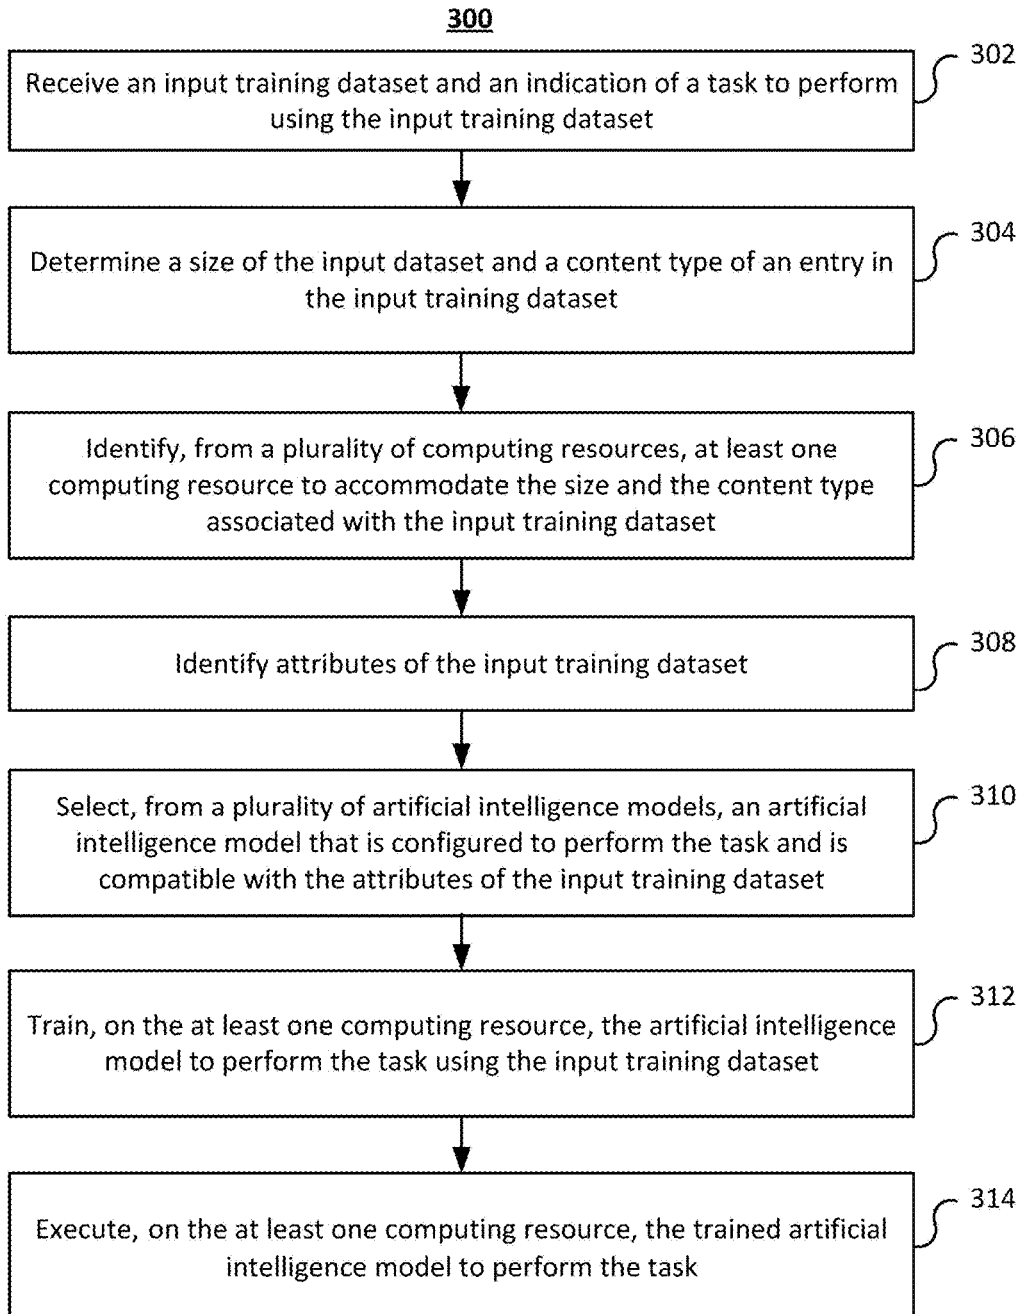 300
Receive an input training dataset and an indication of a task to perform
using the input training dataset
302
Determine a size of the input dataset and a content type of an entry in
the input training dataset
304
Identify, from a plurality of computing resources, at least one
computing resource to accommodate the size and the content type
associated with the input training dataset
306
Identify attributes of the input training dataset
308
Select, from a plurality of artificial intelligence models, an artificial
intelligence model that is configured to perform the task and is
compatible with the attributes of the input training dataset
310
Train, on the at least one computing resource, the artificial intelligence
model to perform the task using the input training dataset
312
Execute, on the at least one computing resource, the trained artificial
intelligence model to perform the task
314